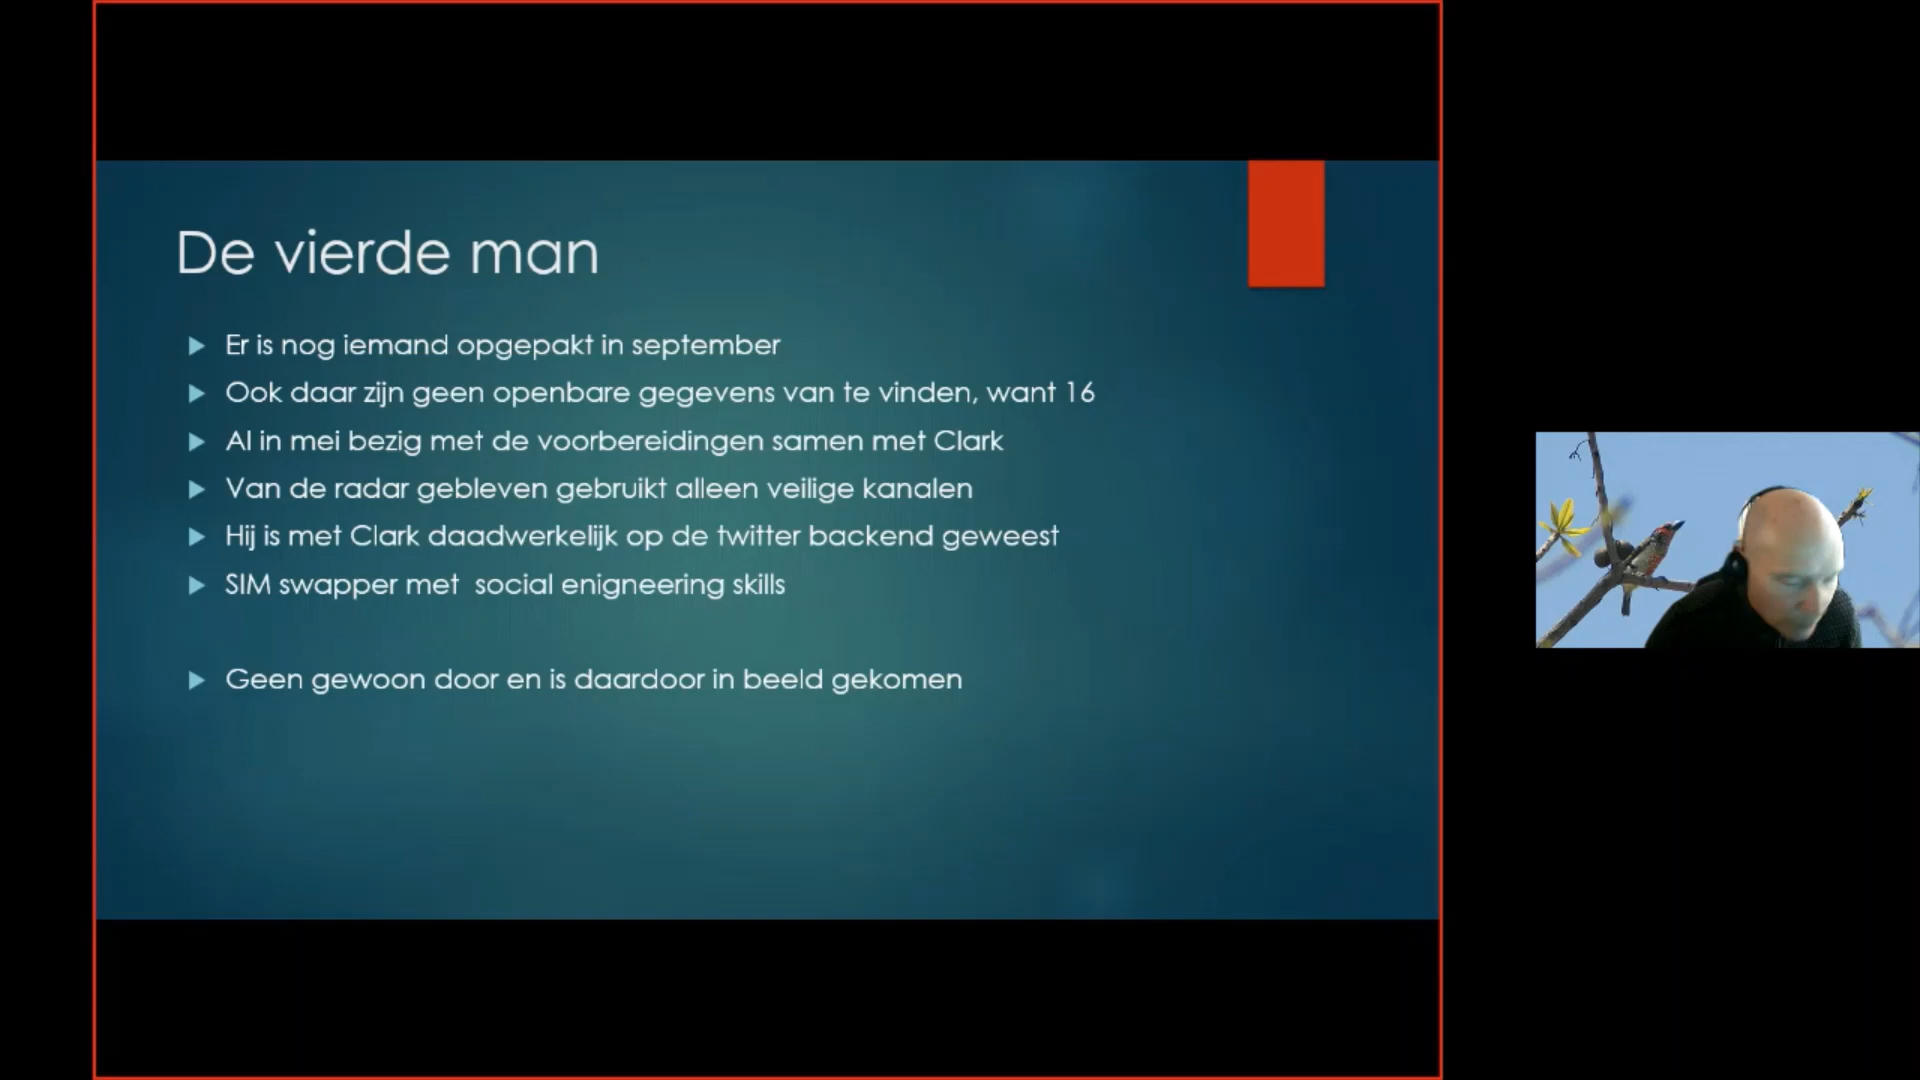 De vierde man
Er is nog iemand opgepakt in september
Ook daar zijn geen openbare gegevens van te vinden, want 16
Al in mei bezig met de voorbereidingen samen met Clark
Van de radar gebleven gebruikt alleen veilige kanalen
Hij is met Clark daadwerkelijk op de twitter backend geweest
SIM swapper met  social enigneering skills
Geen gewoon door en is daardoor in beeld gekomen